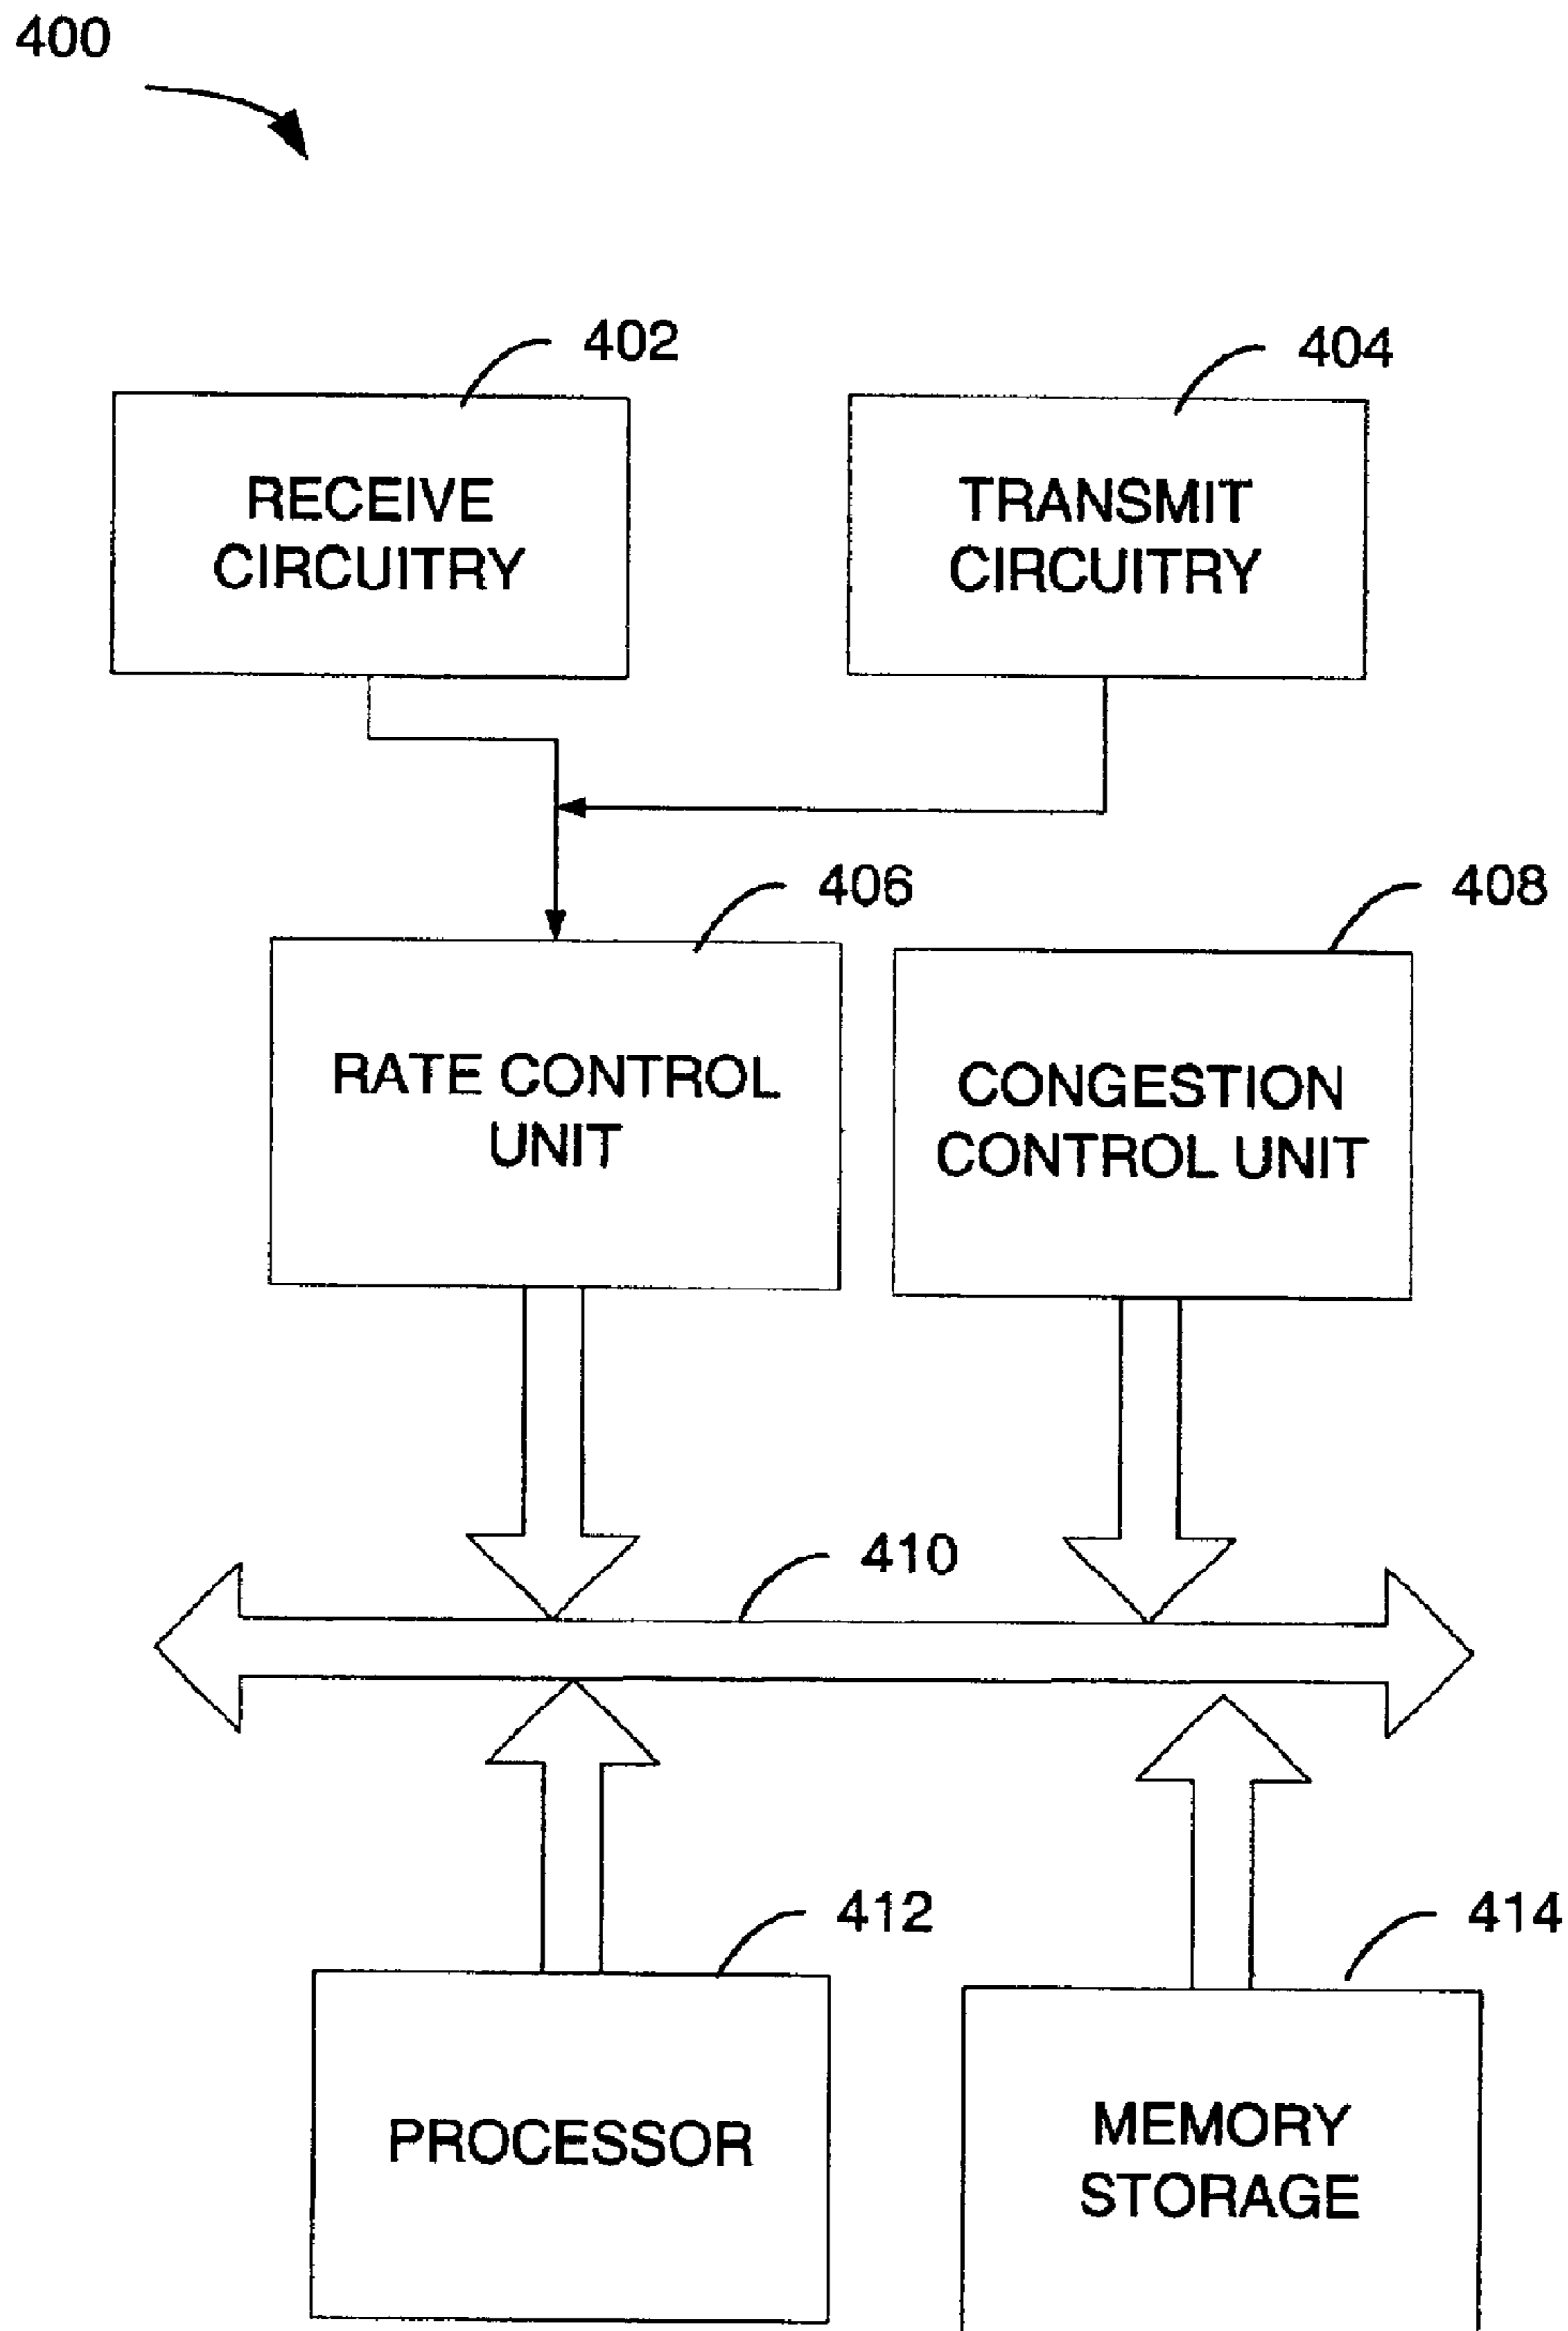 400
402
404
RECEIVE
CIRCUITRY
TRANSMIT
CIRCUITRY
406
408
RATE CONTROL
UNIT
CONGESTION
CONTROL UNIT
410
412
414
PROCESSOR
MEMORY
STORAGE